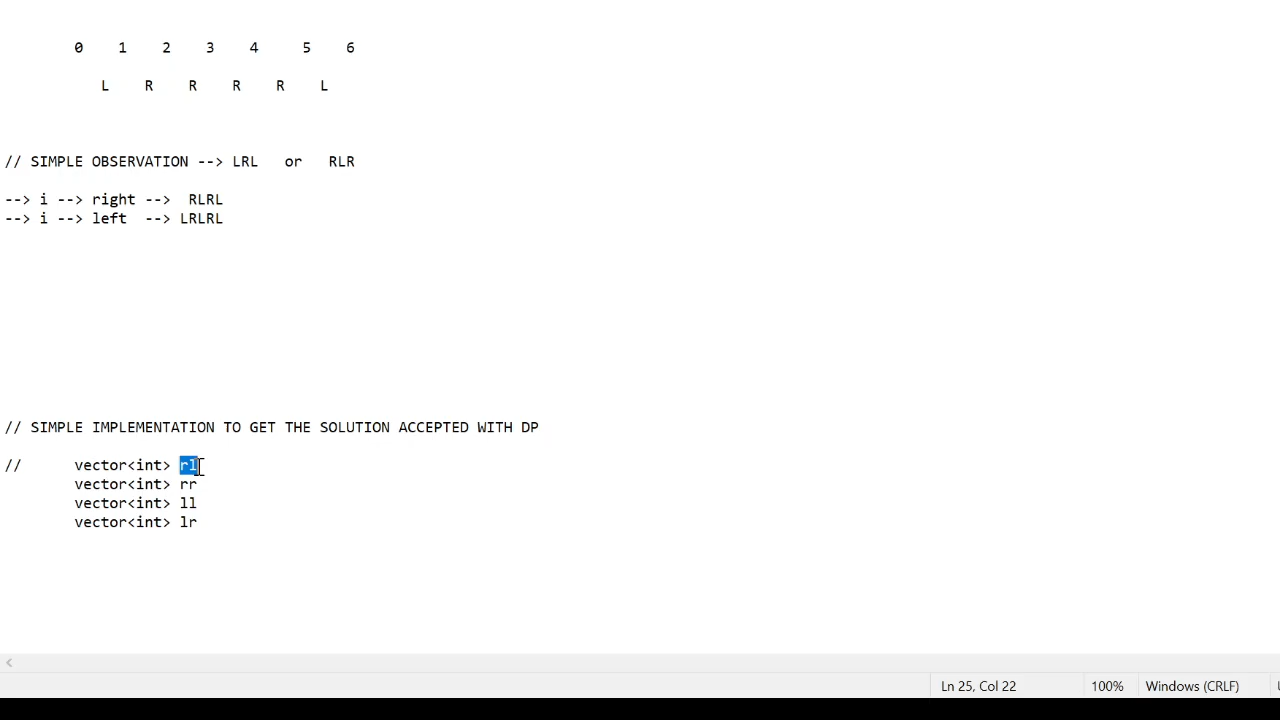 0 1 2 3 4 5 6
L R R R R L
// SIMPLE OBSERVATION --> LRL or RLR
--> i --> right --> RLRL
--> i --> left --> LRLRL
// SIMPLE IMPLEMENTATION TO GET THE SOLUTION ACCEPTED WITH DP
// vector<int> rl
vector<int> rr
vector<int> ll
vector<int> lr
Ln 25, Col 22 100% Windows (CRLF)